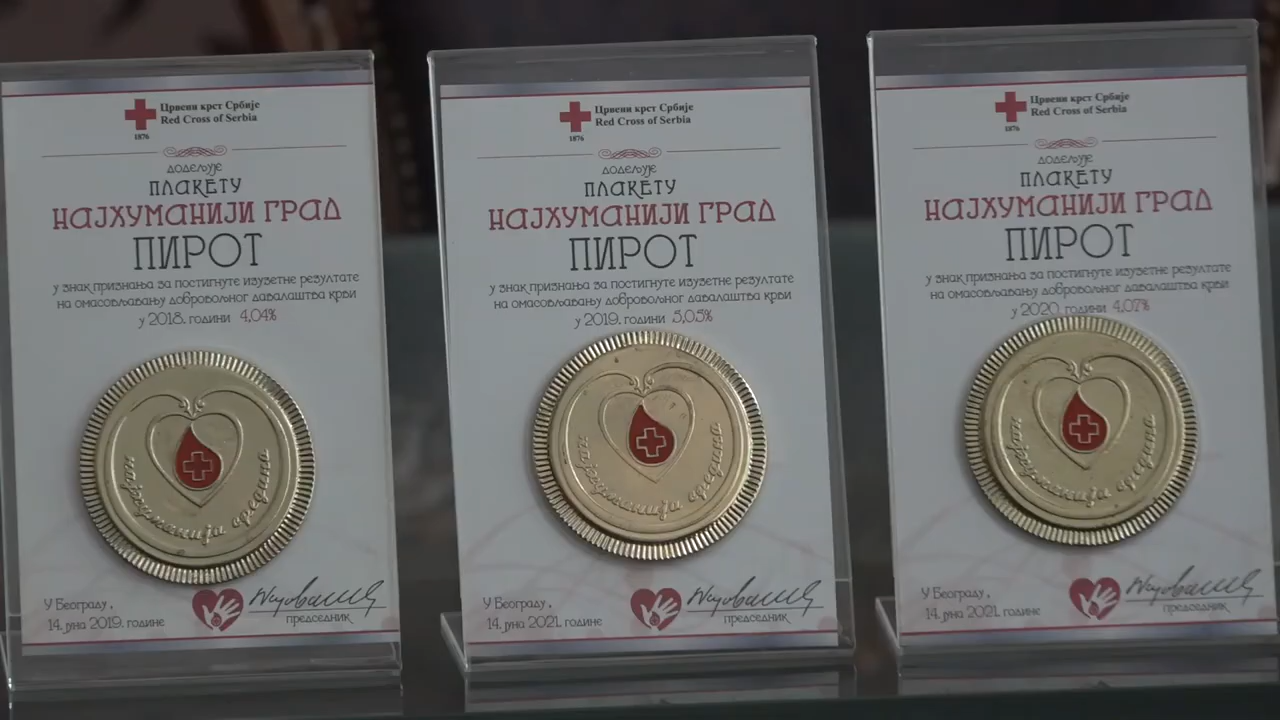 Црвени крст Србије
Red Cross of Serbia
1876
додељује
ПЛАКЕТУ
НАЈХУМАНИЈИ ГРАД
ПИРОТ
у знак признања за постигнуте изузетне резултате
на омасовљавању добровољног давалаштва крви
у 2018. години 4,04%
најхуманија средина
У Београду,
14. јуна 2019. године
председник
Црвени крст Србије
Red Cross of Serbia
1876
додељује
ПЛАКЕТУ
НАЈХУМАНИЈИ ГРАД
ПИРОТ
у знак признања за постигнуте изузетне резултате
на омасовљавању добровољног давалаштва крви
у 2019. години 5,05%
најхуманија средина
У Београду,
14. јуна 2021. године
председник
Црвени крст Србије
Red Cross of Serbia
1876
додељује
ПЛАКЕТУ
НАЈХУМАНИЈИ ГРАД
ПИРОТ
у знак признања за постигнуте изузетне резултате
на омасовљавању добровољног давалаштва крви
у 2020. години 4,07%
најхуманија средина
У Београду,
14. јуна 2021. године
председник